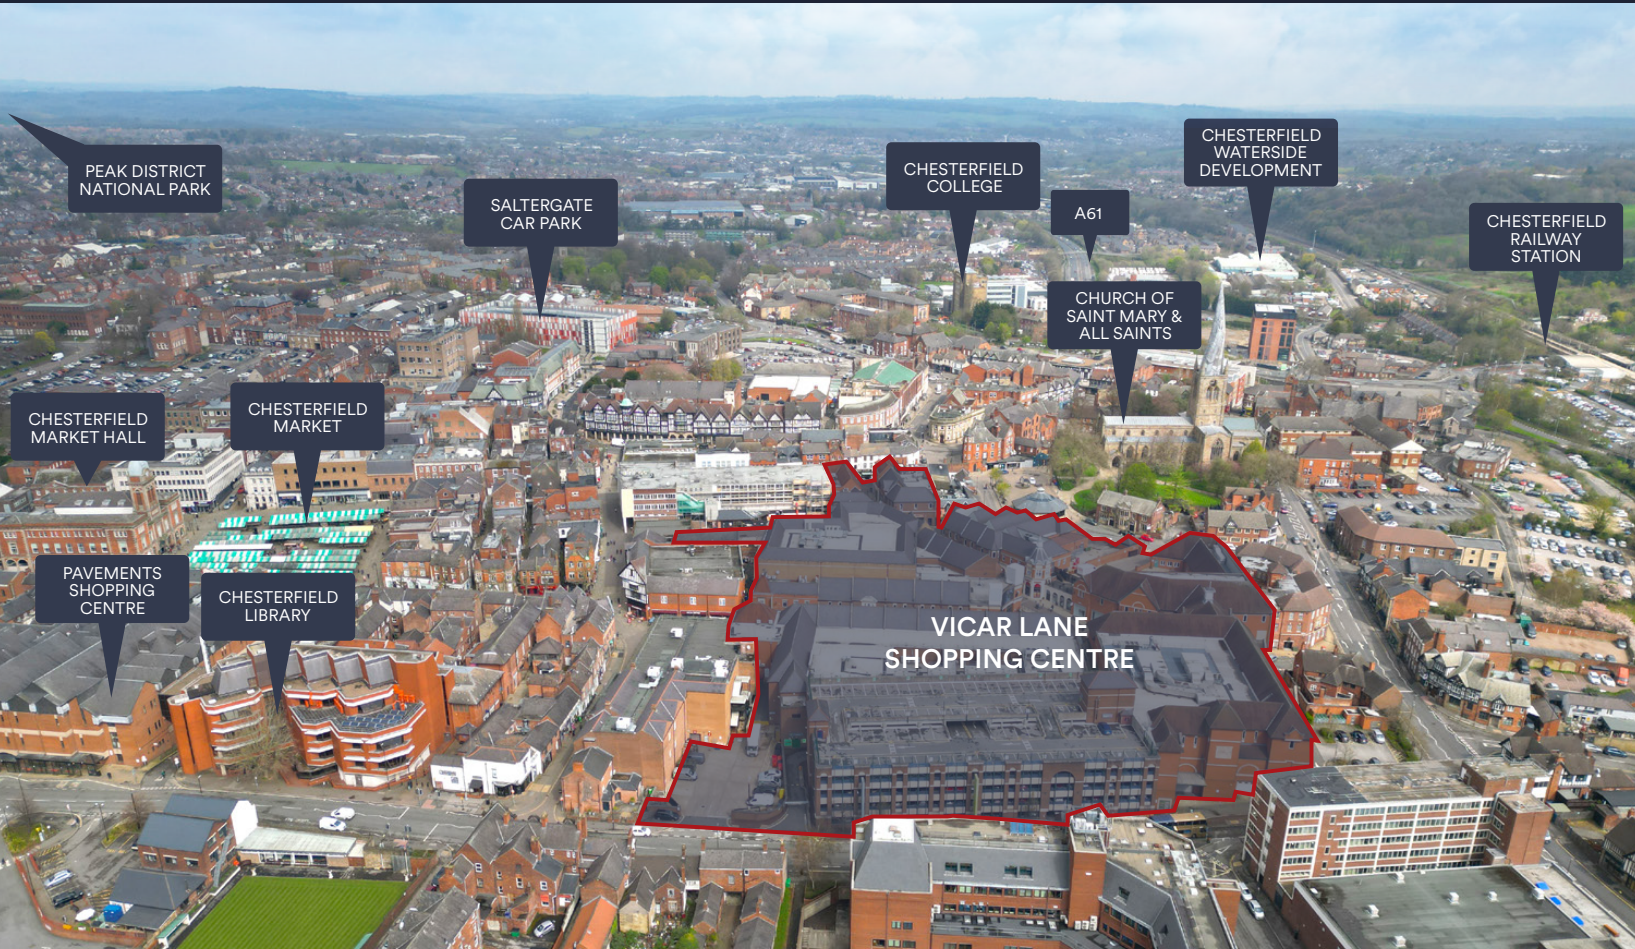 PEAK DISTRICT
NATIONAL PARK
SALTERGATE
CAR PARK
CHESTERFIELD
COLLEGE
A61
CHESTERFIELD
WATERSIDE
DEVELOPMENT
CHESTERFIELD
RAILWAY
STATION
CHURCH OF
SAINT MARY &
ALL SAINTS
CHESTERFIELD
MARKET HALL
CHESTERFIELD
MARKET
PAVEMENTS
SHOPPING
CENTRE
CHESTERFIELD
LIBRARY
VICAR LANE
SHOPPING CENTRE